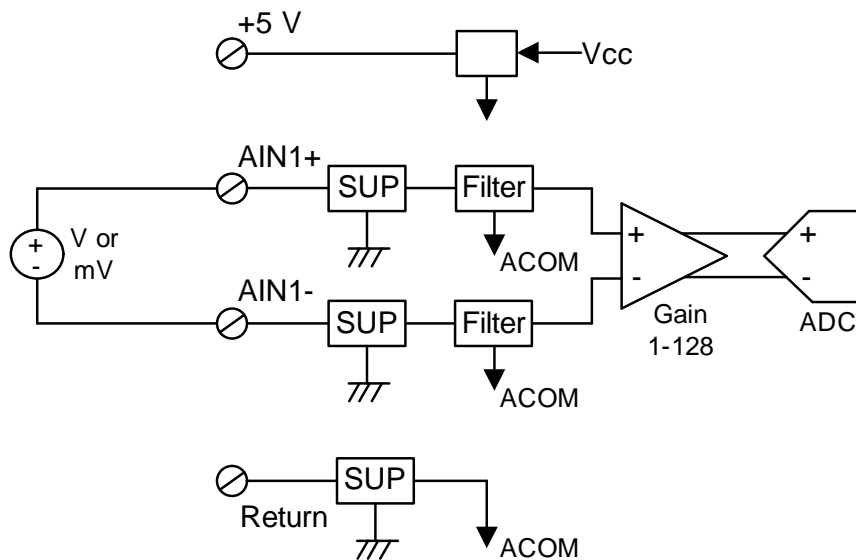 +5 V
Vcc
AIN1+
SUP
Filter
+
+
+
-
V or
mV
ACOM
-
-
AIN1-
SUP
Filter
Gain
1-128
ADC
ACOM
SUP
Return
ACOM